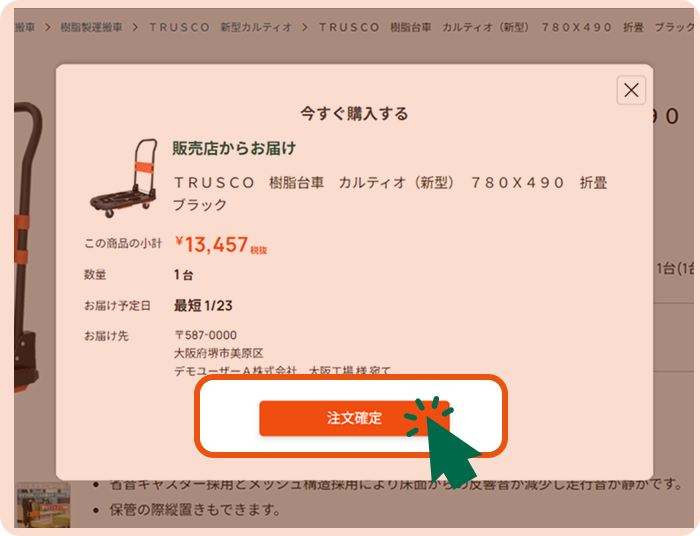 搬車 > 樹脂製運搬車 > ＴＲＵＳＣＯ　新型カルティオ > ＴＲＵＳＣＯ　樹脂台車　カルティオ（新型）　７８０Ｘ４９０　折畳　ブラック
９０
今すぐ購入する
販売店からお届け
ＴＲＵＳＣＯ　樹脂台車　カルティオ（新型）　７８０Ｘ４９０　折畳
ブラック
この商品の小計 ¥13,457 税抜
数量 1 台
1台(1台
お届け予定日 最短 1/23
お届け先 〒587-0000
大阪府堺市美原区
デモユーザーＡ株式会社　大阪工場 様 宛て
注文確定
• 省音キャスター採用とメッシュ構造採用により床面からの反響音が減少し走行音が静かです。
• 保管の際縦置きもできます。